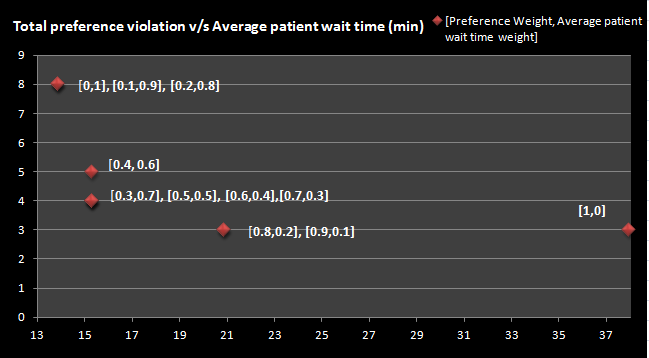 Total preference violation v/s Average patient wait time (min)
[Preference Weight, Average patient
wait time weight]
9
8
[0,1], [0.1,0.9], [0.2,0.8]
7
6
5
[0.4, 0.6]
4
[0.3,0.7], [0.5,0.5], [0.6,0.4],[0.7,0.3]
[1,0]
3
[0.8,0.2], [0.9,0.1]
2
1
0
13 15 17 19 21 23 25 27 29 31 33 35 37